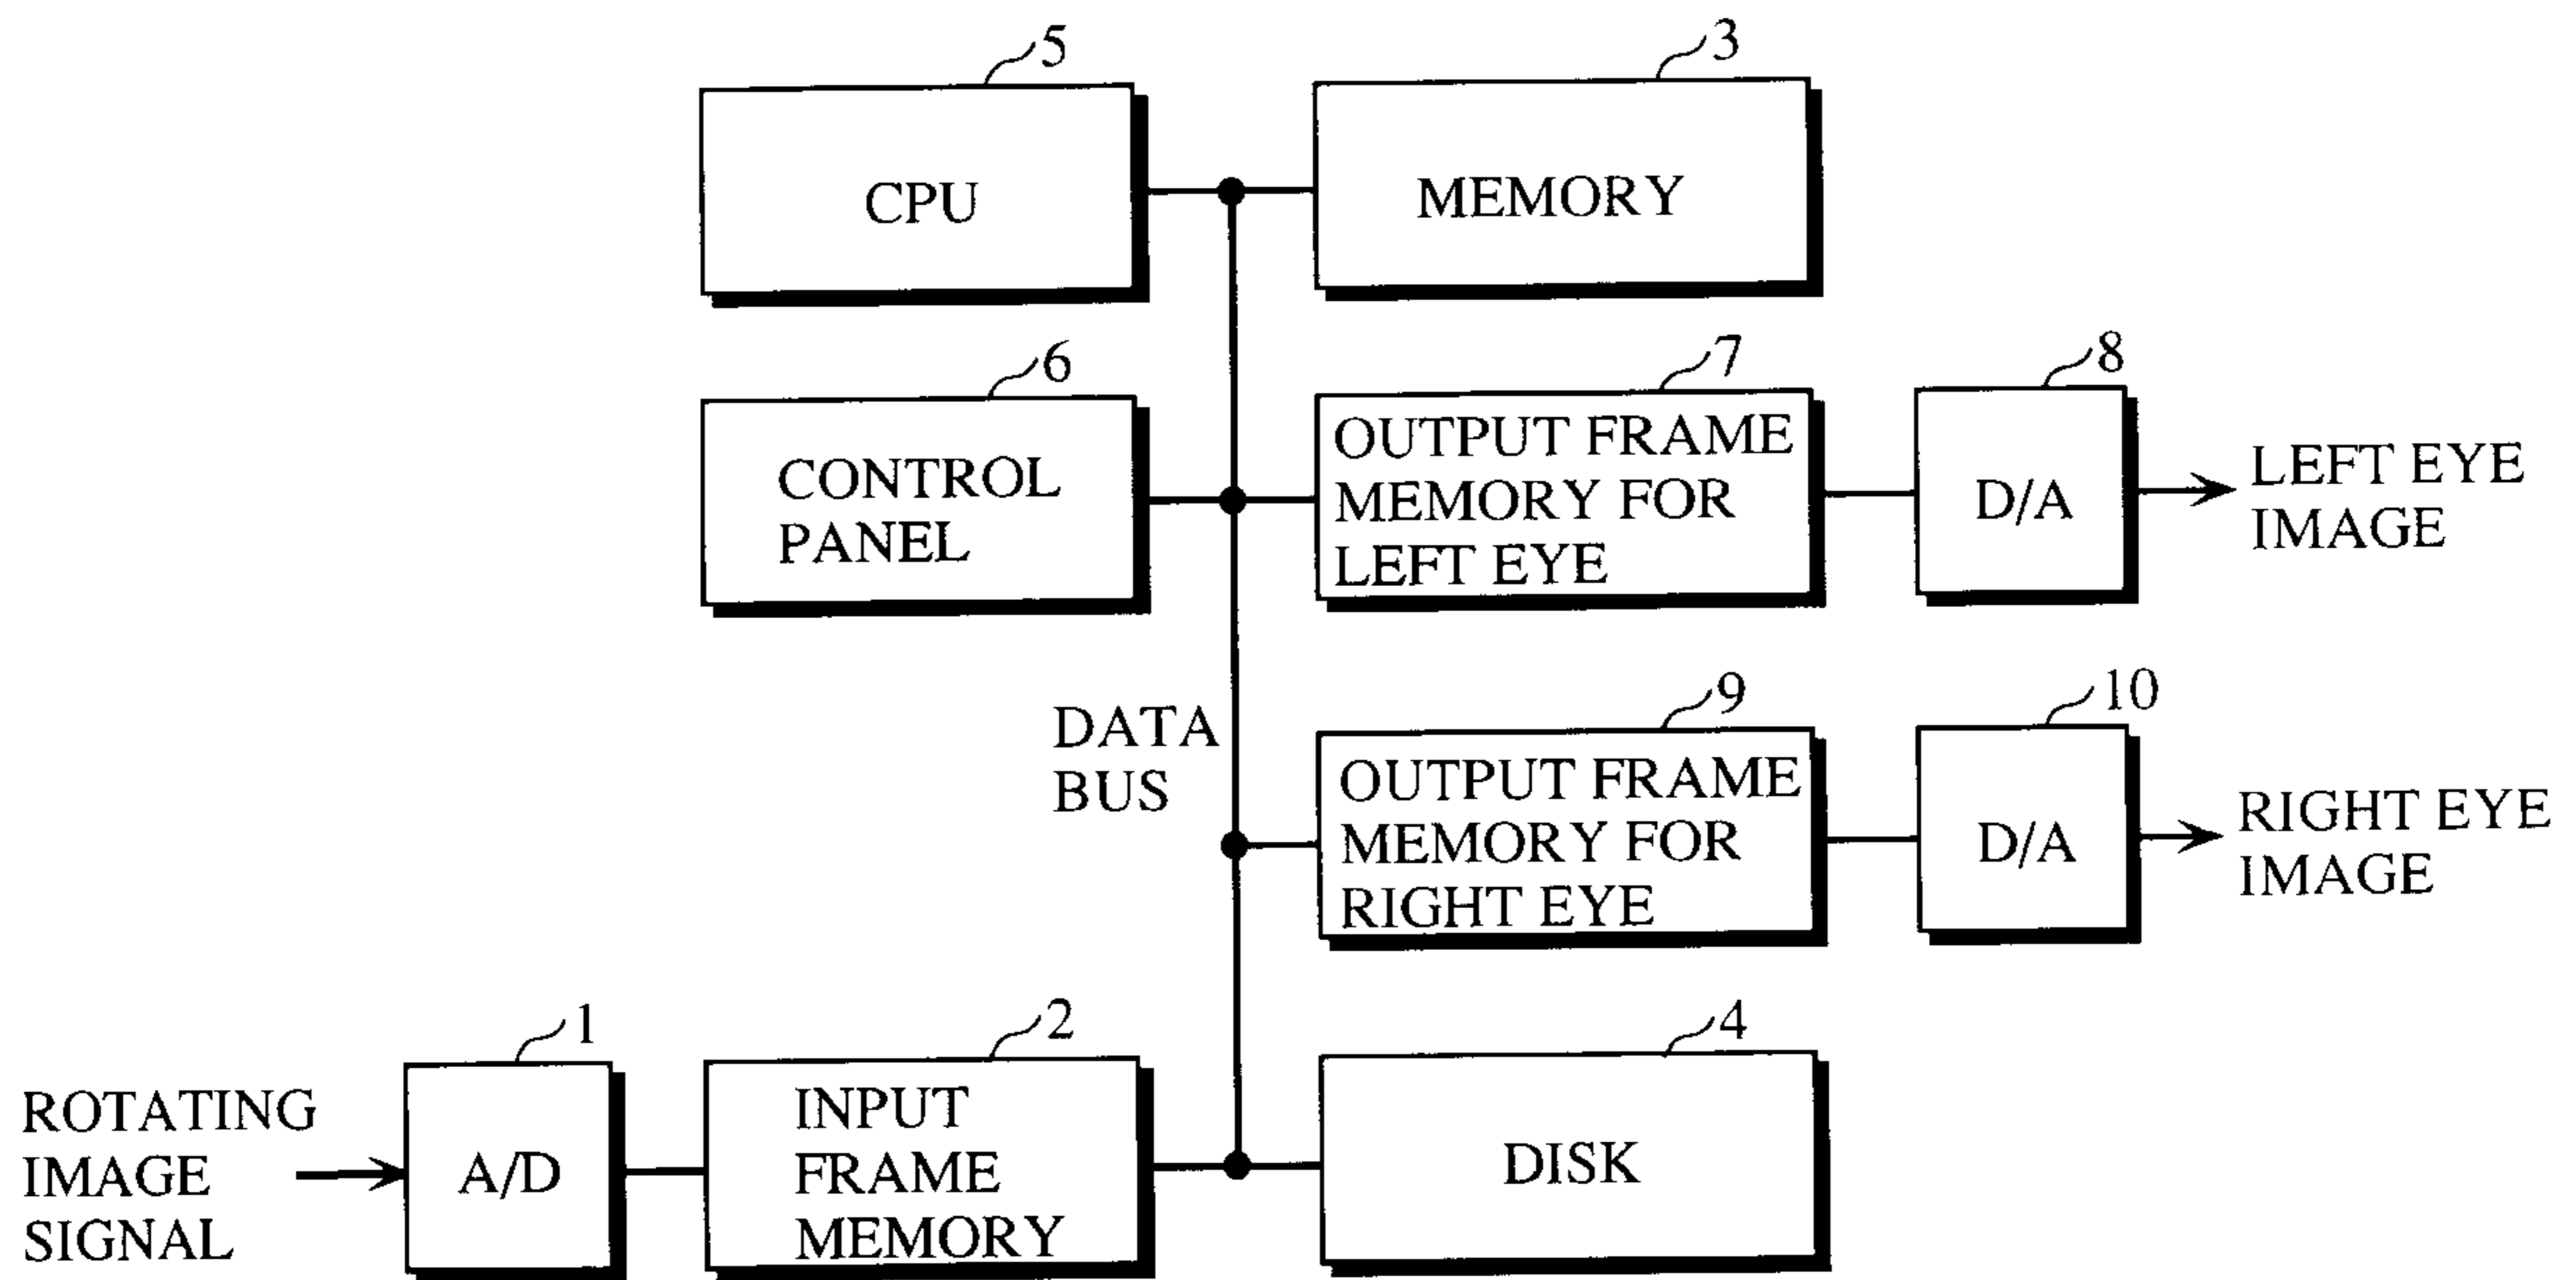 5
CPU
3
MEMORY
6
CONTROL
PANEL
7
OUTPUT FRAME
MEMORY FOR
LEFT EYE
8
D/A
LEFT EYE
IMAGE
DATA
BUS
9
OUTPUT FRAME
MEMORY FOR
RIGHT EYE
10
D/A
RIGHT EYE
IMAGE
ROTATING
IMAGE
SIGNAL
1
A/D
2
INPUT
FRAME
MEMORY
4
DISK